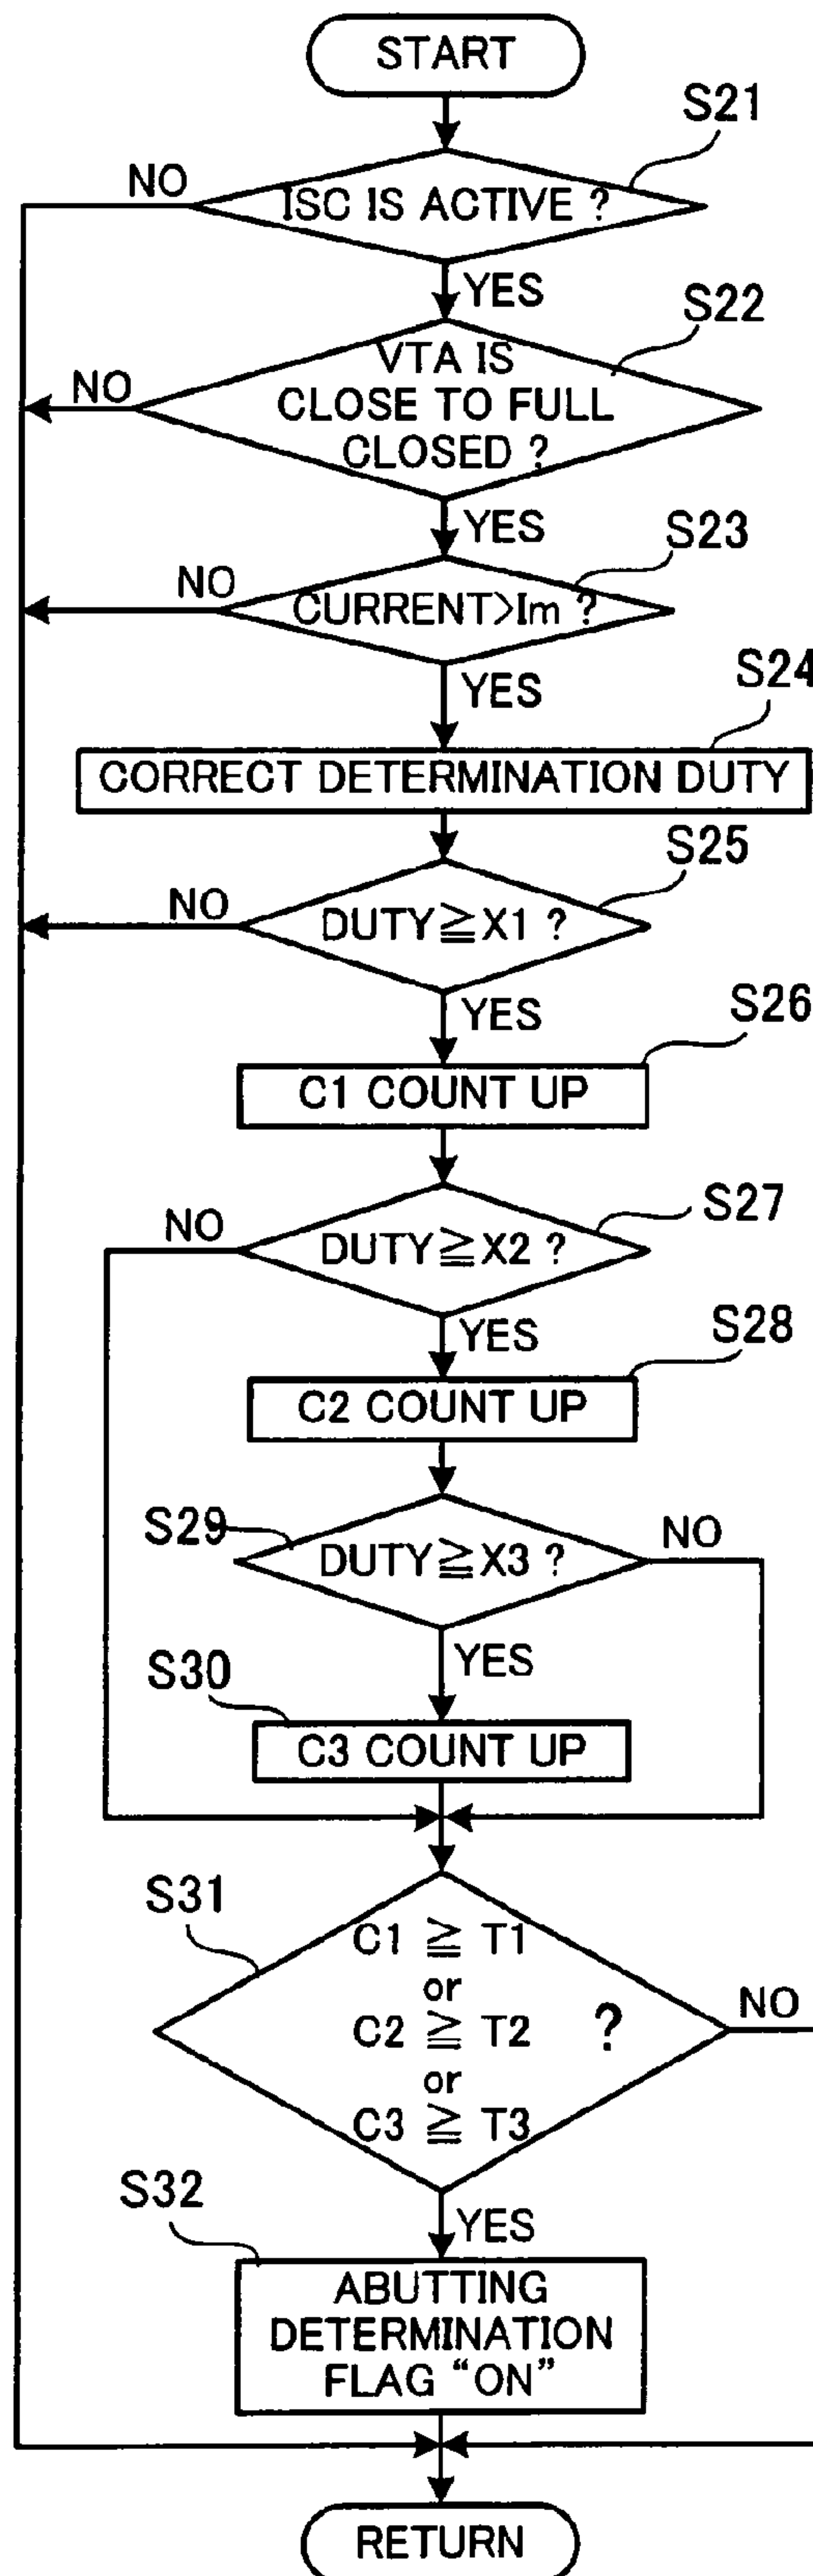 START
S21
NO
ISC IS ACTIVE ?
YES
S22
VTA IS
NO
CLOSE TO FULL
CLOSED ?
YES
S23
NO
CURRENT>Im ?
YES
S24
CORRECT DETERMINATION DUTY
S25
NO
DUTY≧X1 ?
YES
S26
C1 COUNT UP
S27
NO
DUTY≧X2 ?
YES
S28
C2 COUNT UP
S29
DUTY≧X3 ?
NO
YES
S30
C3 COUNT UP
S31
C1 ≧ T1
or
C2 ≧ T2 ?
NO
or
C3 ≧ T3
S32
YES
ABUTTING
DETERMINATION
FLAG “ON”
RETURN